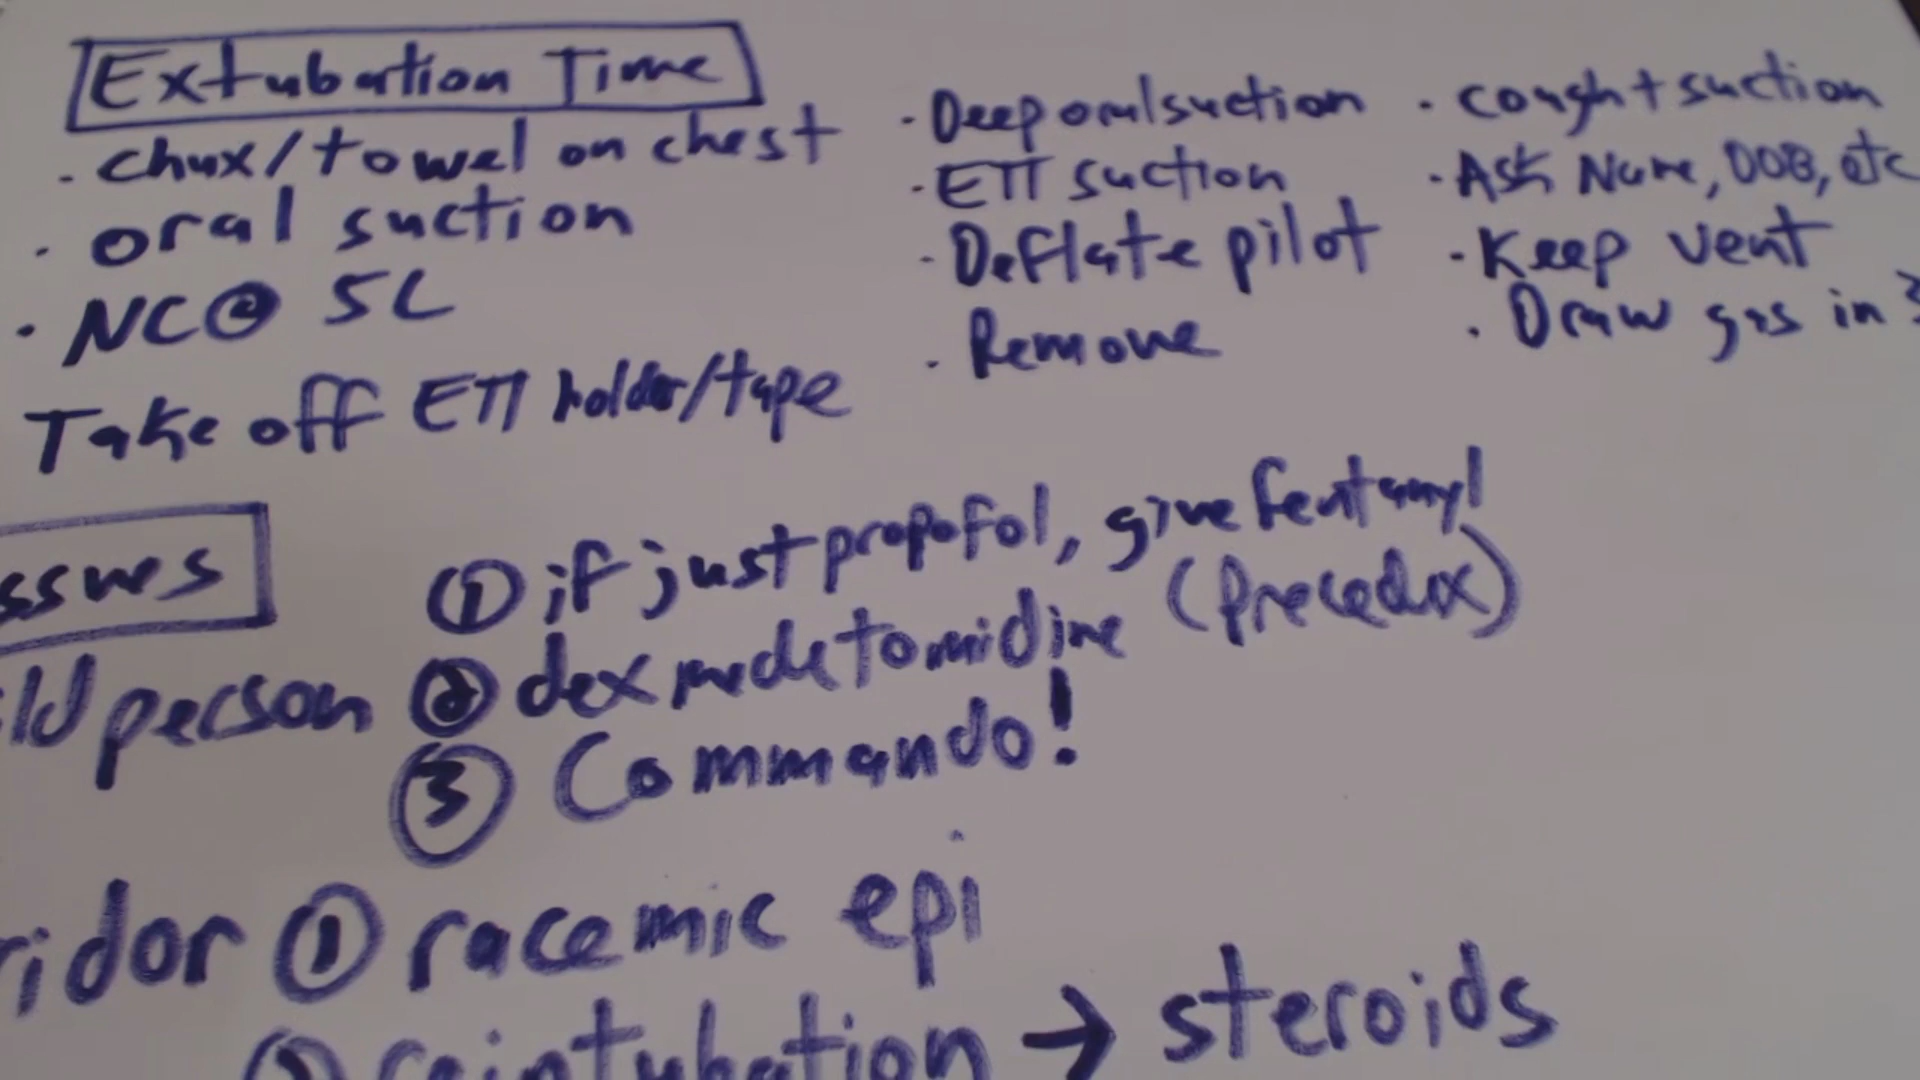 Extubation Time
. chux/towel on chest
. oral suction
. NC@ 5L
Take off ETT holder/tape
. Deep oral suction
. ETT suction
. Deflate pilot
. Remove
. cough + suction
. Ask Name, DOB, etc
. Keep vent
. Draw gas in
ssues
person
① if just propofol, give fentanyl
② dexmedetomidine (Precedex)
③ Commando!
ridor ① racemic epi
reintubation → steroids